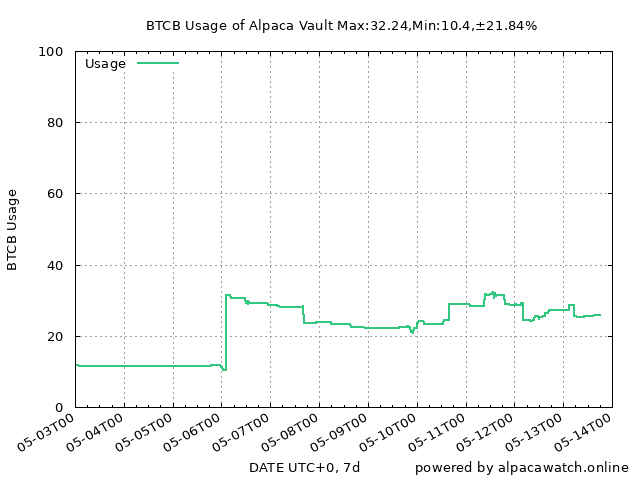 BTCB Usage of Alpaca Vault Max:32.24,Min:10.4,±21.84%
100
Usage
80
60
BTCB Usage
40
20
0
05-03T00 05-04T00 05-05T00 05-06T00 05-07T00 05-08T00 05-09T00 05-10T00 05-11T00 05-12T00 05-13T00 05-14T00
DATE UTC+0, 7d powered by alpacawatch.online